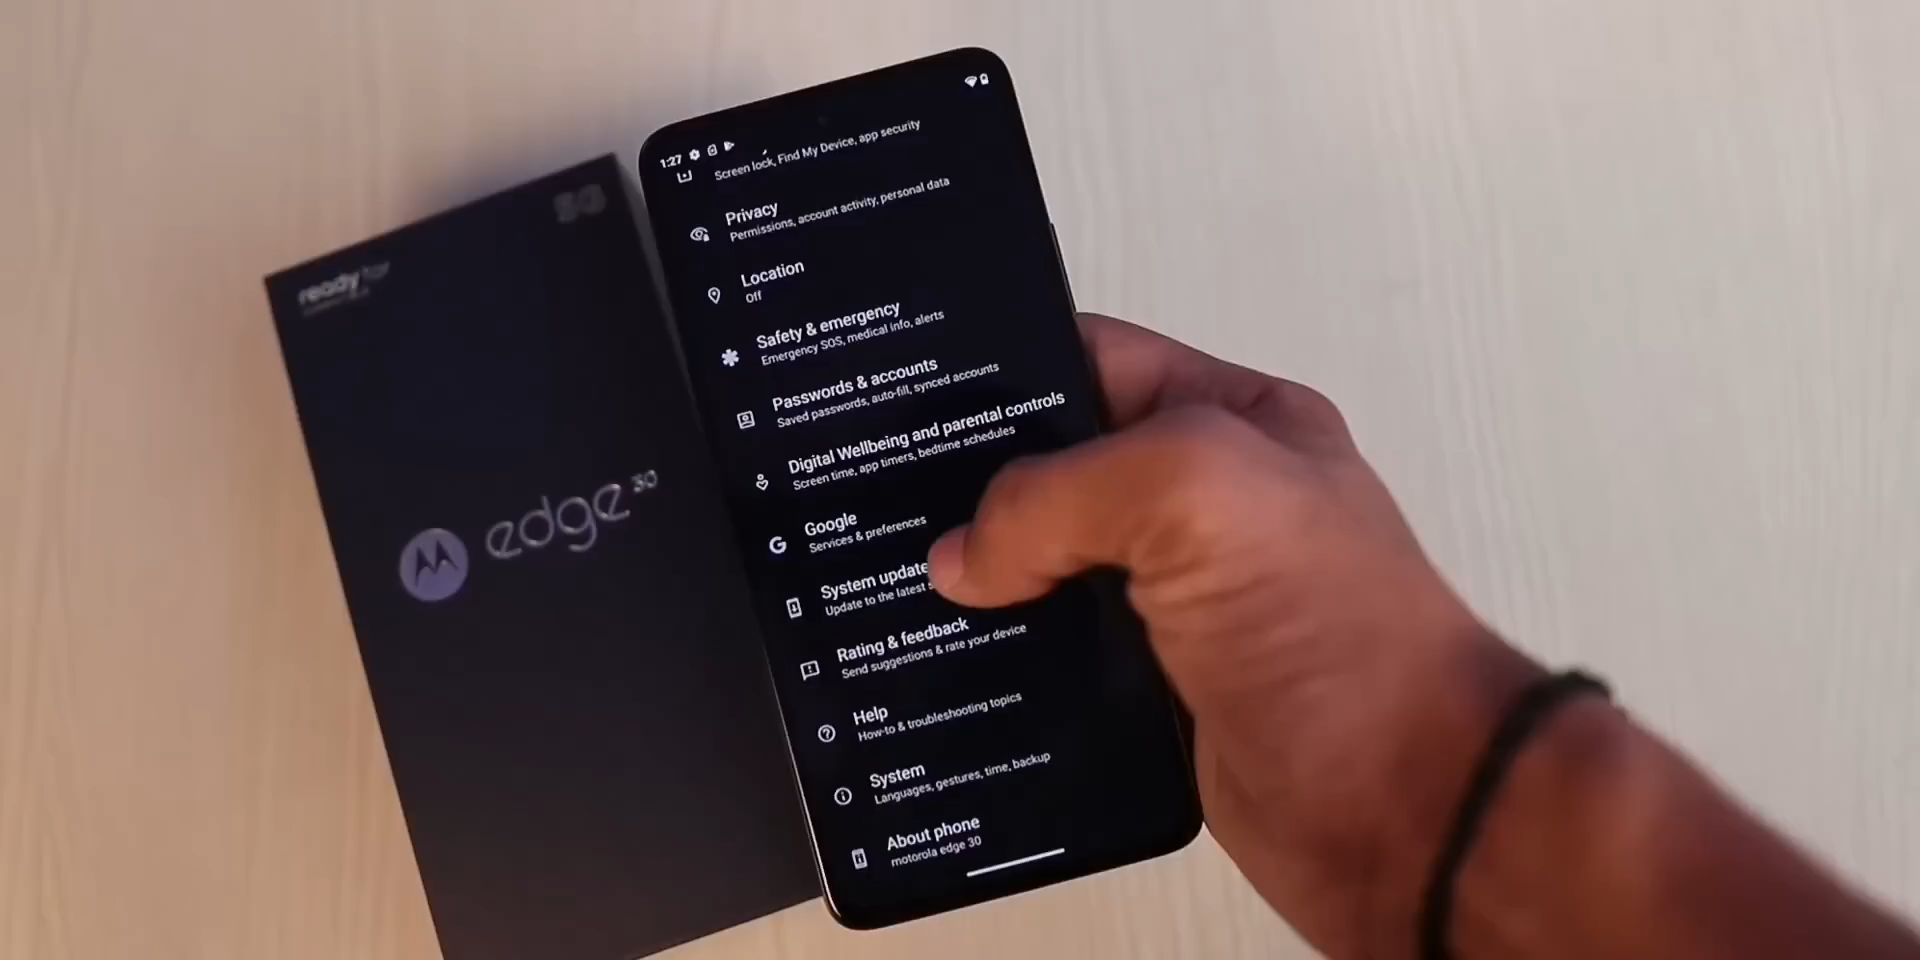 5G
ready for
edge 30
1:27
Screen lock, Find My Device, app security
Privacy
Permissions, account activity, personal data
Location
Off
Safety & emergency
Emergency SOS, medical info, alerts
Passwords & accounts
Saved passwords, auto-fill, synced accounts
Digital Wellbeing and parental controls
Screen time, app timers, bedtime schedules
Google
Services & preferences
System update
Update to the latest
Rating & feedback
Send suggestions & rate your device
Help
How-to & troubleshooting topics
System
Languages, gestures, time, backup
About phone
motorola edge 30